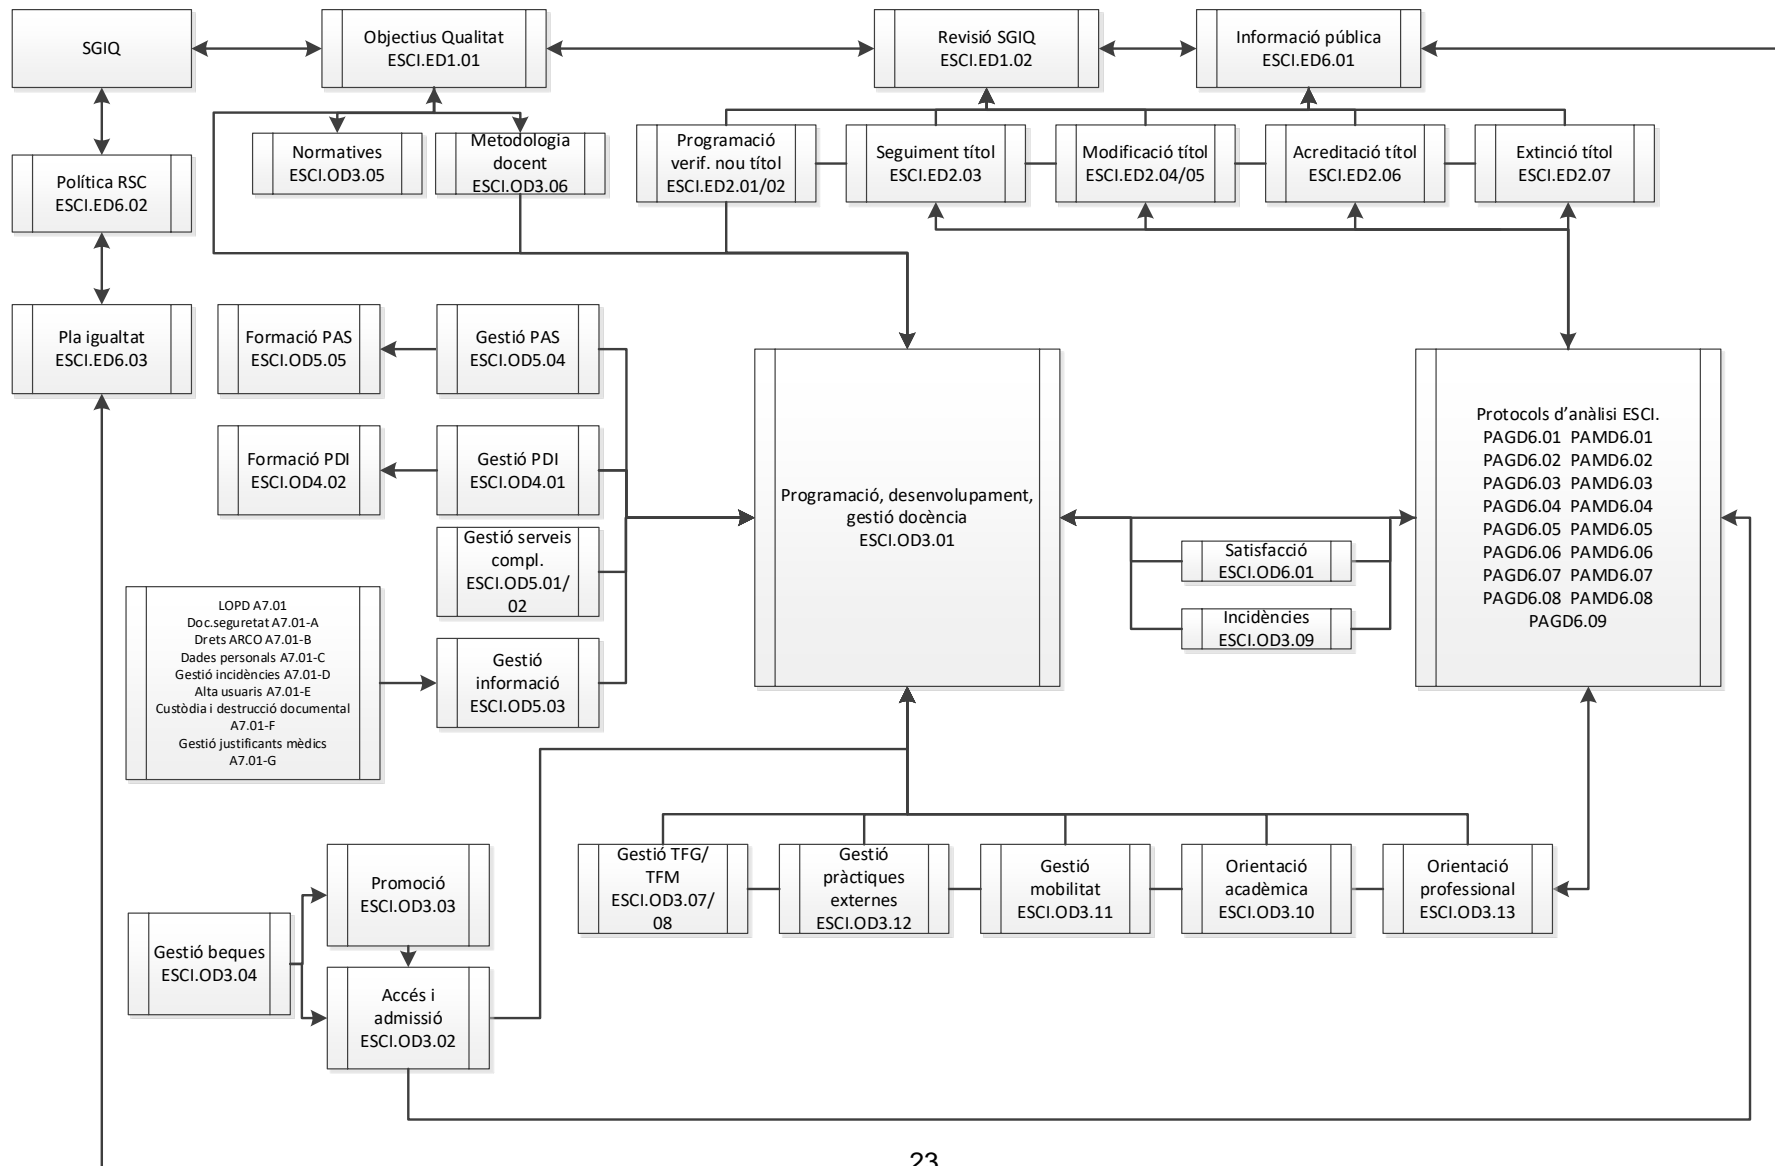 SGIQ
Objectius Qualitat
ESCI.ED1.01
Revisió SGIQ
ESCI.ED1.02
Informació pública
ESCI.ED6.01
Política RSC
ESCI.ED6.02
Normatives
ESCI.OD3.05
Metodologia
docent
ESCI.OD3.06
Programació
verif. nou títol
ESCI.ED2.01/02
Seguiment títol
ESCI.ED2.03
Modificació títol
ESCI.ED2.04/05
Acreditació títol
ESCI.ED2.06
Extinció títol
ESCI.ED2.07
Pla igualtat
ESCI.ED6.03
Formació PAS
ESCI.OD5.05
Gestió PAS
ESCI.OD5.04
Formació PDI
ESCI.OD4.02
Gestió PDI
ESCI.OD4.01
Gestió serveis
compl.
ESCI.OD5.01/
02
LOPD A7.01
Doc.seguretat A7.01-A
Drets ARCO A7.01-B
Dades personals A7.01-C
Gestió incidències A7.01-D
Alta usuaris A7.01-E
Custòdia i destrucció documental
A7.01-F
Gestió justificants mèdics
A7.01-G
Gestió
informació
ESCI.OD5.03
Programació, desenvolupament,
gestió docència
ESCI.OD3.01
Satisfacció
ESCI.OD6.01
Incidències
ESCI.OD3.09
Protocols d’anàlisi ESCI.
PAGD6.01 PAMD6.01
PAGD6.02 PAMD6.02
PAGD6.03 PAMD6.03
PAGD6.04 PAMD6.04
PAGD6.05 PAMD6.05
PAGD6.06 PAMD6.06
PAGD6.07 PAMD6.07
PAGD6.08 PAMD6.08
PAGD6.09
Gestió TFG/
TFM
ESCI.OD3.07/
08
Gestió
pràctiques
externes
ESCI.OD3.12
Gestió
mobilitat
ESCI.OD3.11
Orientació
acadèmica
ESCI.OD3.10
Orientació
professional
ESCI.OD3.13
Promoció
ESCI.OD3.03
Gestió beques
ESCI.OD3.04
Accés i
admissió
ESCI.OD3.02
23